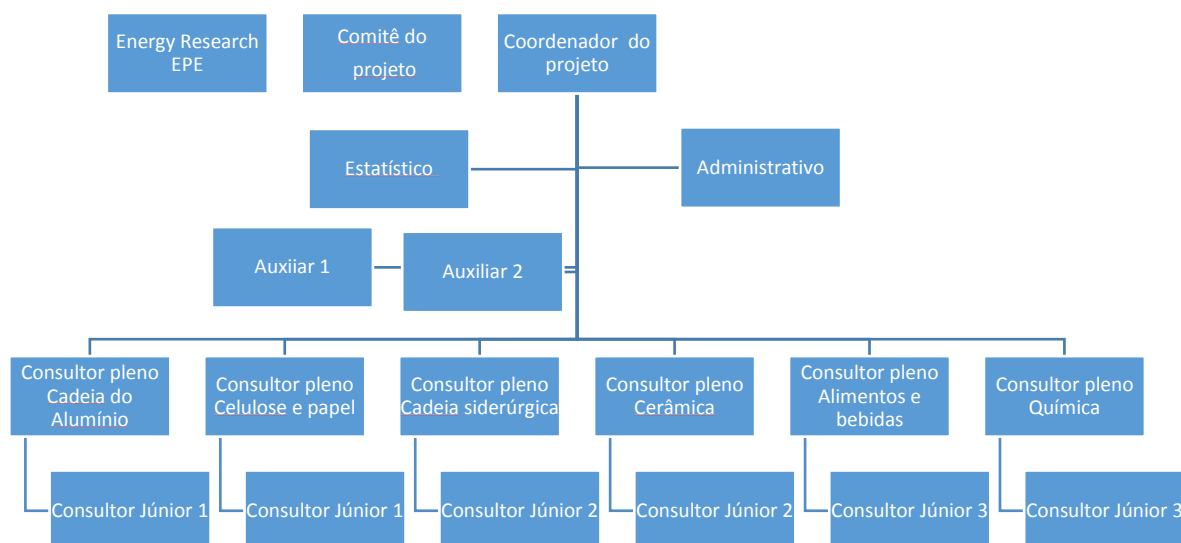 Energy Research
EPE
Comitê do
projeto
Coordenador do
projeto
Estatístico
Administrativo
Auxiiar 1
Auxiliar 2
Consultor pleno
Cadeia do
Alumínio
Consultor pleno
Celulose e papel
Consultor pleno
Cadeia siderúrgica
Consultor pleno
Cerâmica
Consultor pleno
Alimentos e
bebidas
Consultor pleno
Química
Consultor Júnior 1
Consultor Júnior 1
Consultor Júnior 2
Consultor Júnior 2
Consultor Júnior 3
Consultor Júnior 3